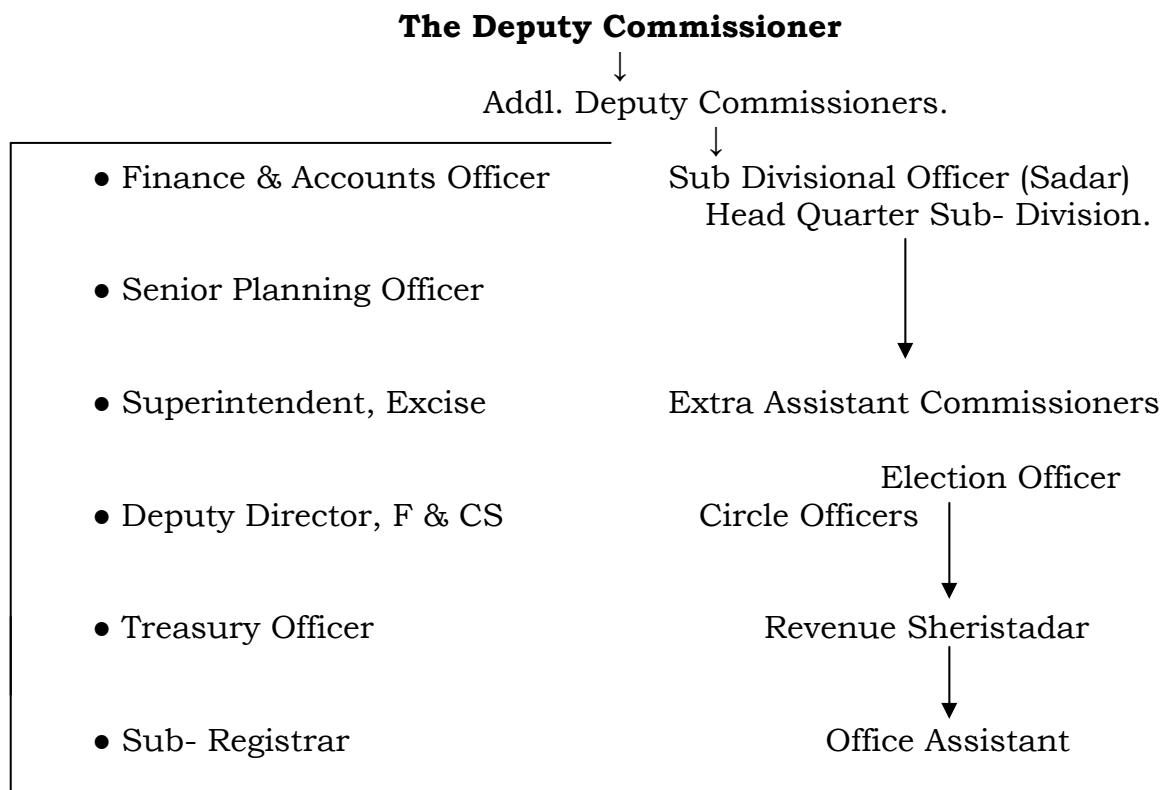 The Deputy Commissioner
↓
Addl. Deputy Commissioners.
↓
● Finance & Accounts Officer Sub Divisional Officer (Sadar)
Head Quarter Sub- Division.
● Senior Planning Officer
● Superintendent, Excise Extra Assistant Commissioners
Election Officer
● Deputy Director, F & CS Circle Officers
● Treasury Officer Revenue Sheristadar
● Sub- Registrar Office Assistant